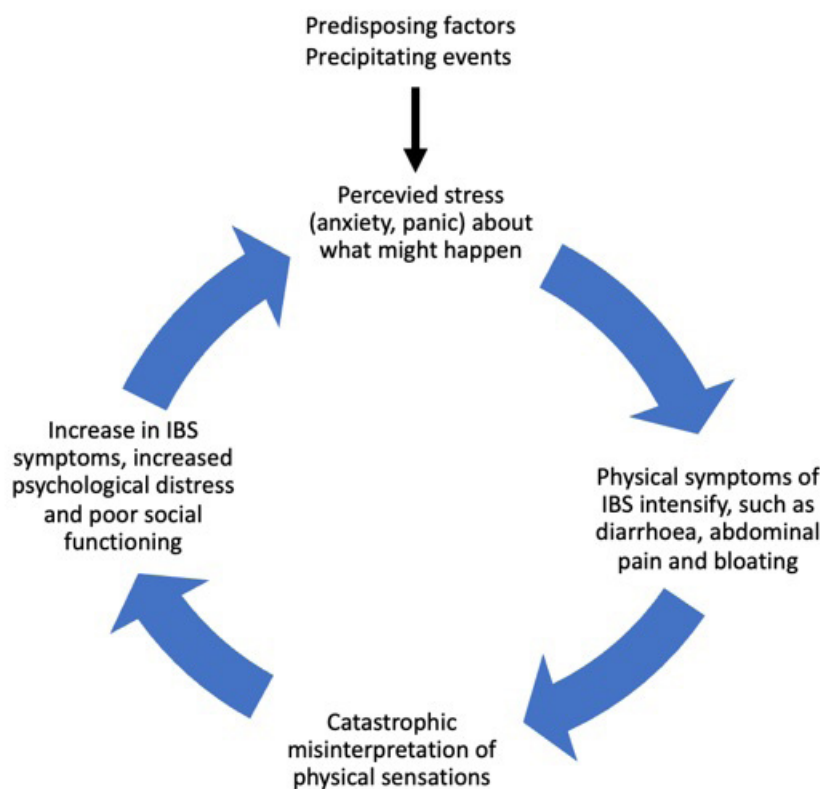 Predisposing factors
Precipitating events
Percevied stress
(anxiety, panic) about
what might happen
Physical symptoms of
IBS intensify, such as
diarrhoea, abdominal
pain and bloating
Catastrophic
misinterpretation of
physical sensations
Increase in IBS
symptoms, increased
psychological distress
and poor social
functioning